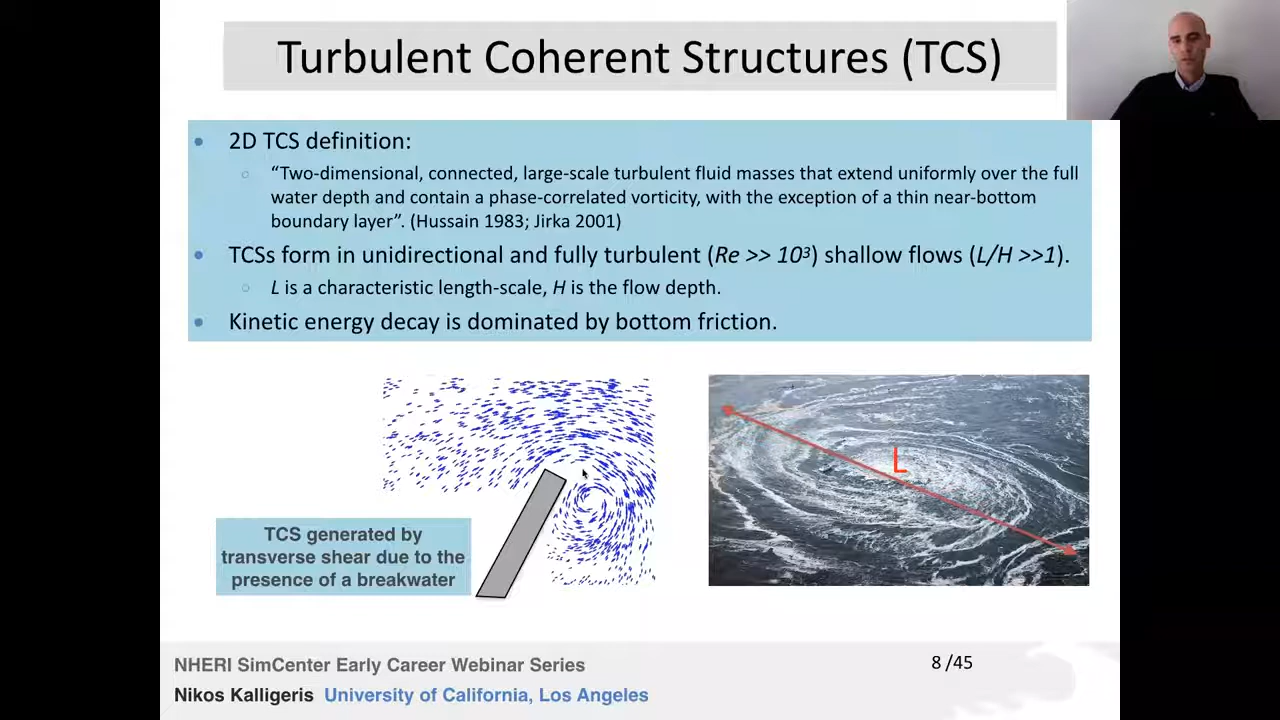 Turbulent Coherent Structures (TCS)
• 2D TCS definition:
○ “Two-dimensional, connected, large-scale turbulent fluid masses that extend uniformly over the full
water depth and contain a phase-correlated vorticity, with the exception of a thin near-bottom
boundary layer”. (Hussain 1983; Jirka 2001)
• TCSs form in unidirectional and fully turbulent (Re >> 10³) shallow flows (L/H >>1).
○ L is a characteristic length-scale, H is the flow depth.
• Kinetic energy decay is dominated by bottom friction.
L
TCS generated by
transverse shear due to the
presence of a breakwater
NHERI SimCenter Early Career Webinar Series
8 /45
Nikos Kalligeris University of California, Los Angeles